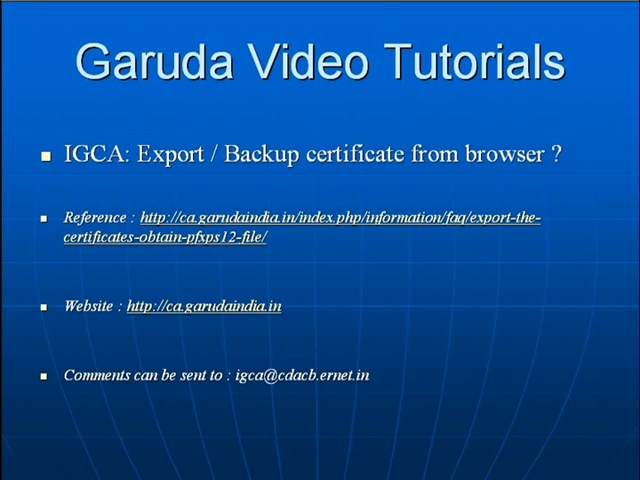 Garuda Video Tutorials
IGCA: Export / Backup certificate from browser ?
Reference : http://ca.garudaindia.in/index.php/information/faq/export-the-
certificates-obtain-pfxps12-file/
Website : http://ca.garudaindia.in
Comments can be sent to : igca@cdacb.ernet.in